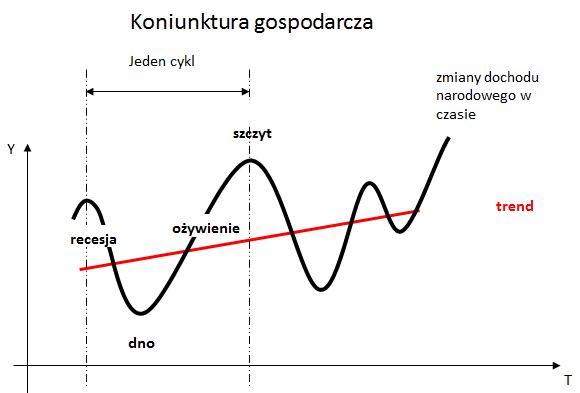 Koniunktura gospodarcza
Jeden cykl
zmiany dochodu
narodowego w
czasie
szczyt
Y
trend
ożywienie
recesja
dno
T